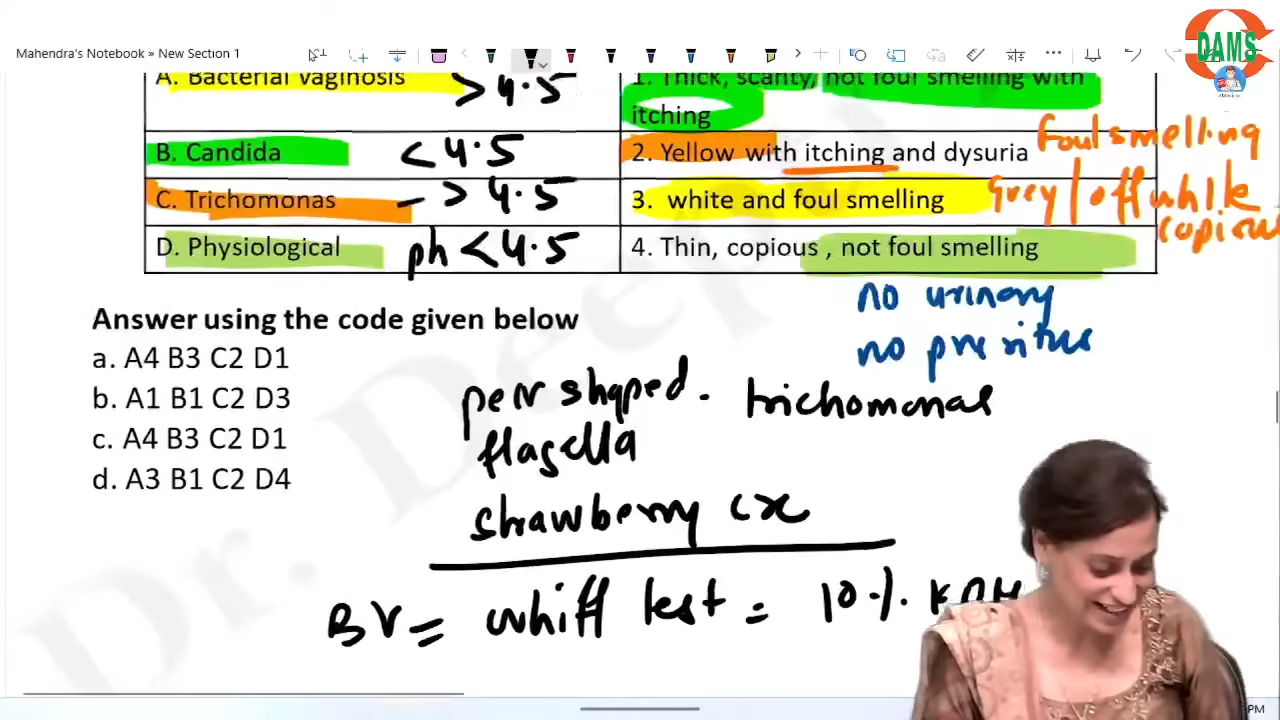 Mahendra's Notebook » New Section 1
DAMS
A. Bacterial vaginosis
> 4.5
1. Thick, scanty, not foul smelling with
itching
B. Candida
< 4.5
2. Yellow with itching and dysuria
Foul smelling
C. Trichomonas
– > 4.5
3. white and foul smelling
Grey / off white
copious
D. Physiological
ph < 4.5
4. Thin, copious , not foul smelling
no urinary
no pruritus
Answer using the code given below
a. A4 B3 C2 D1
b. A1 B1 C2 D3
c. A4 B3 C2 D1
d. A3 B1 C2 D4
pear shaped. trichomonas
flagella
strawberry cx
BV = whiff test = 10 %. KOH
Dr. Deepti
PM